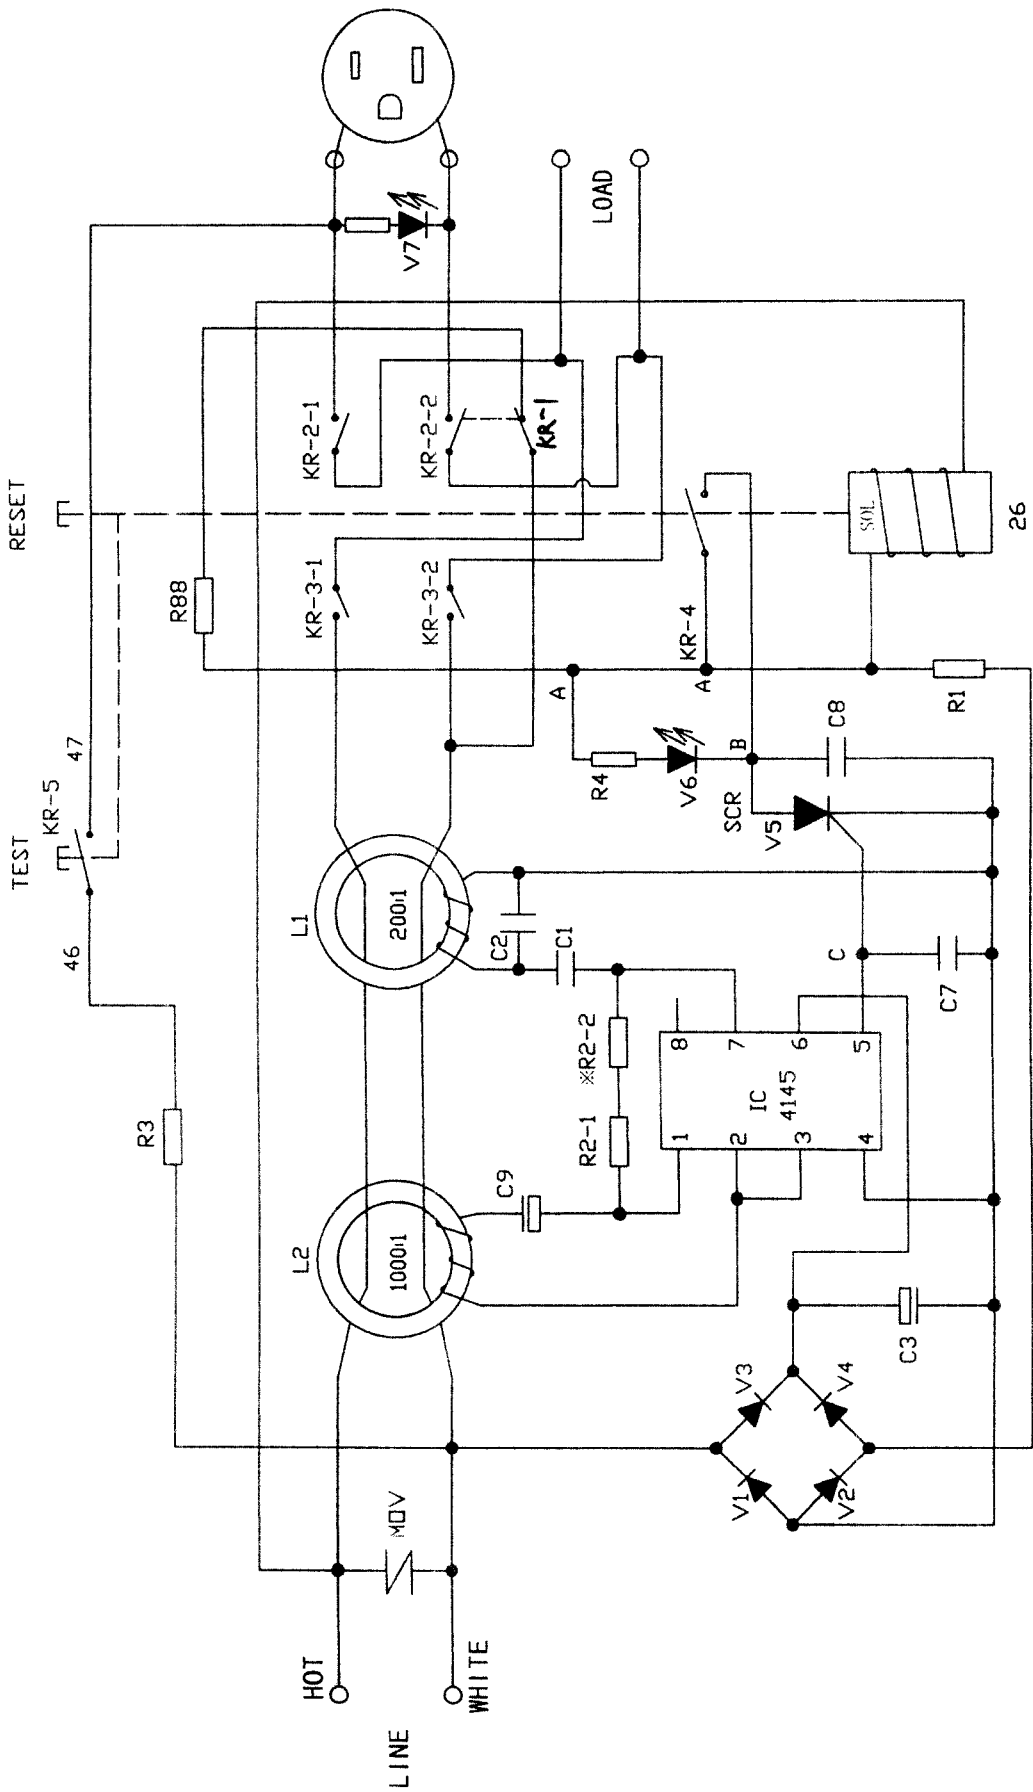 TEST
RESET
KR-5
46
47
R3
R88
L2
1000:1
L1
200:1
KR-3-1
KR-3-2
KR-2-1
KR-2-2
KR-1
V7
LINE
HOT
WHITE
MOV
LOAD
C9
C2
C1
R2-1
※R2-2
IC
4145
1
2
3
4
8
7
6
5
A
A
B
C
R4
V6
SCR
V5
KR-4
C8
C7
C3
R1
SOL
26
V1
V3
V2
V4